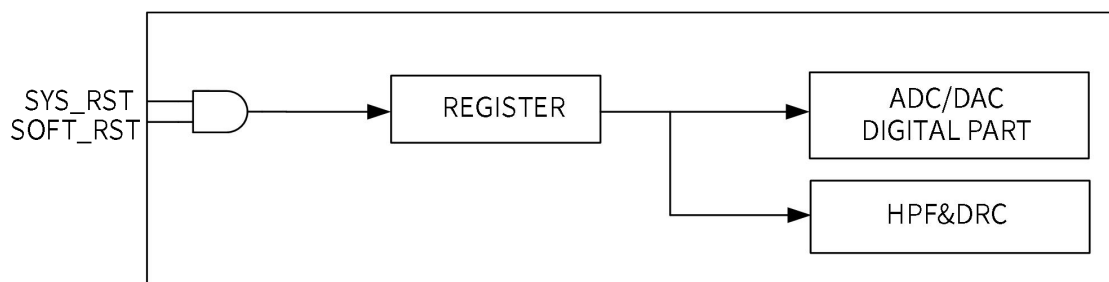 SYS_RST
SOFT_RST
REGISTER
ADC/DAC
DIGITAL PART
HPF&DRC